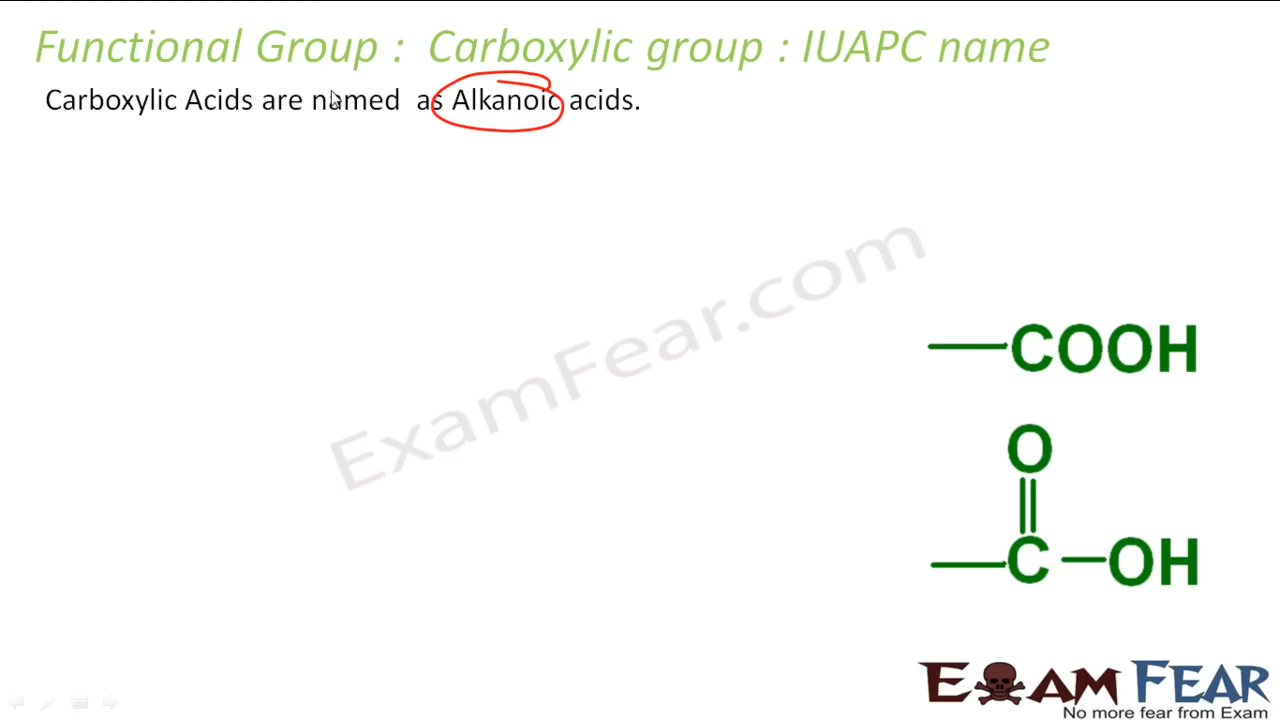 Functional Group : Carboxylic group : IUAPC name
Carboxylic Acids are named as Alkanoic acids.
ExamFear.com
—COOH
O
||
—C—OH
EXAM FEAR
No more fear from Exam